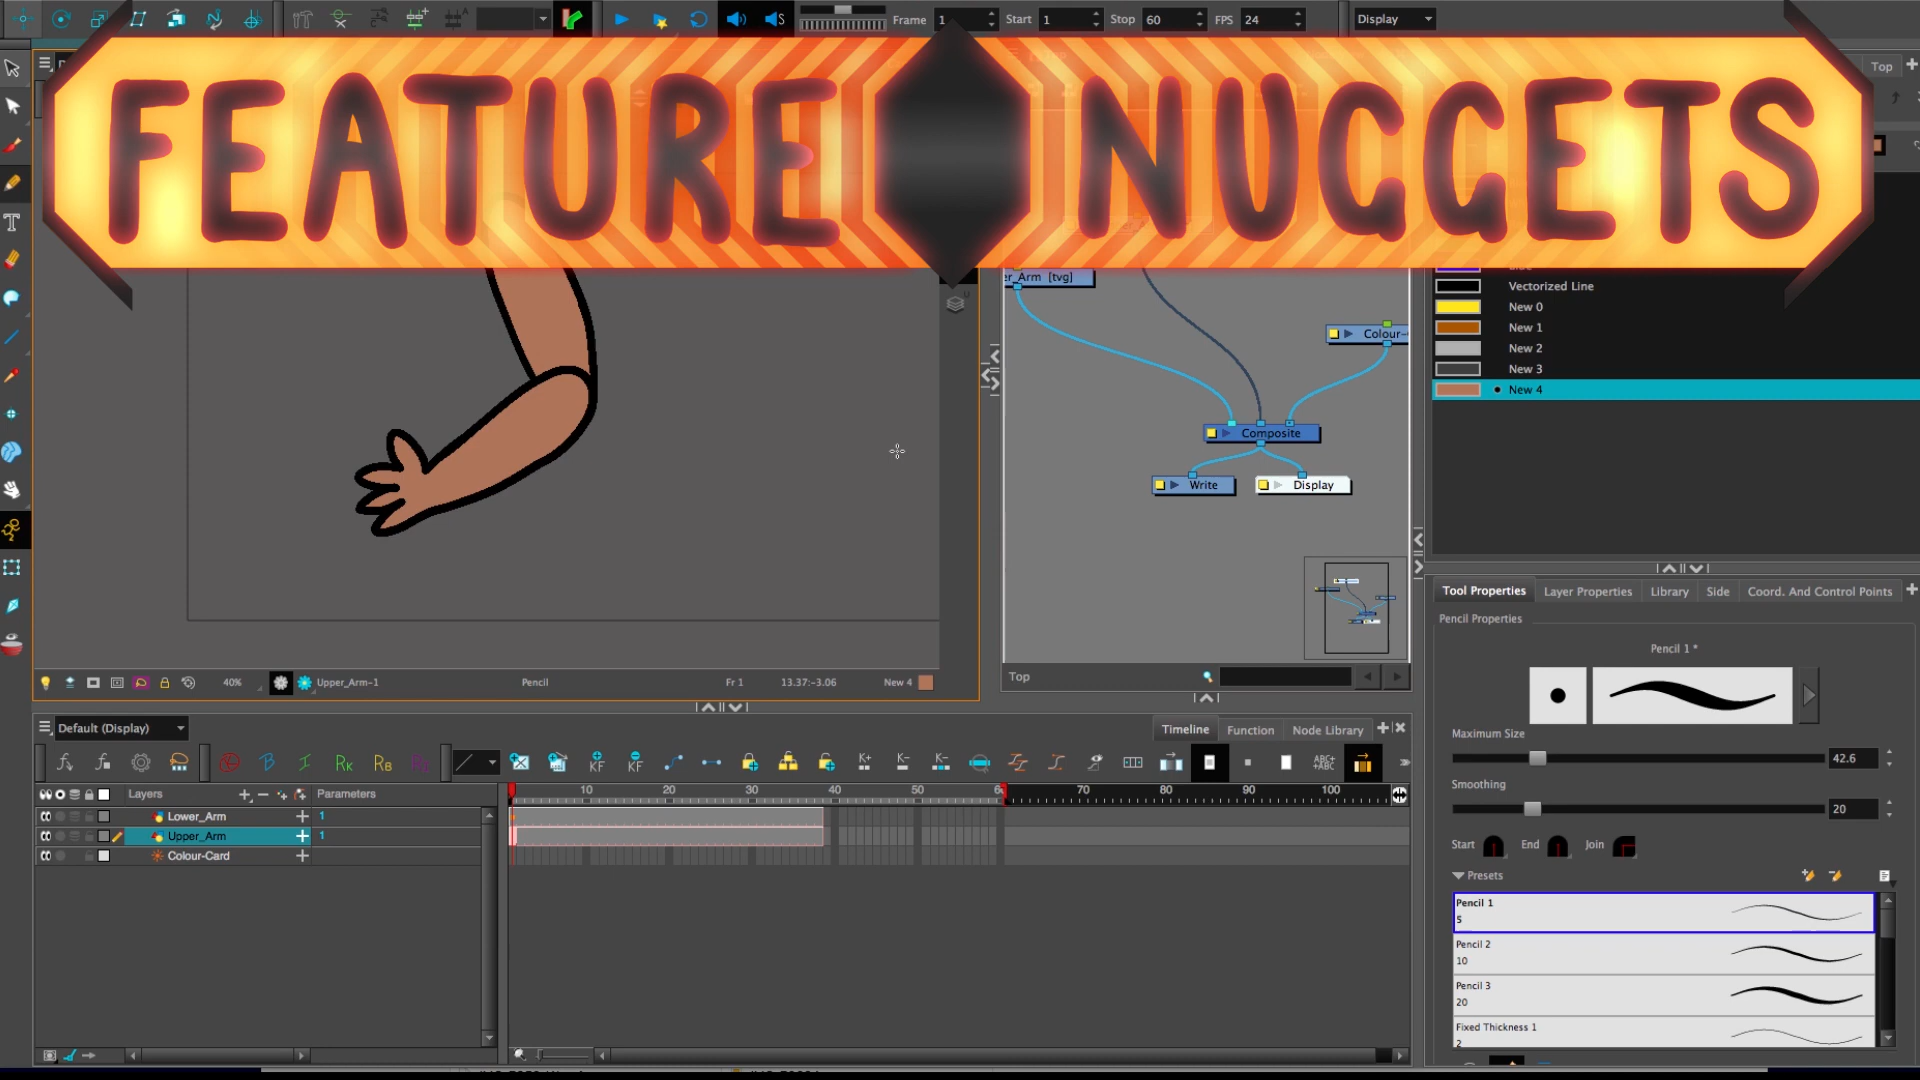 Frame 1 Start 1 Stop 60 FPS 24 Display
FEATURE NUGGETS
Top
er_Arm [tvg]
Vectorized Line
New 0
New 1
New 2
New 3
New 4
Colour-
Composite
Write
Display
Top
40% Upper_Arm-1 Pencil Fr 1 13.37:-3.06 New 4
Tool Properties Layer Properties Library Side Coord. And Control Points
Pencil Properties
Pencil 1 *
Maximum Size
42.6
Smoothing
20
Start End Join
Presets
Pencil 1
5
Pencil 2
10
Pencil 3
20
Fixed Thickness 1
2
Default (Display)
Timeline Function Node Library
Layers Parameters
10 20 30 40 50 70 80 90 100
Lower_Arm 1
Upper_Arm 1
Colour-Card